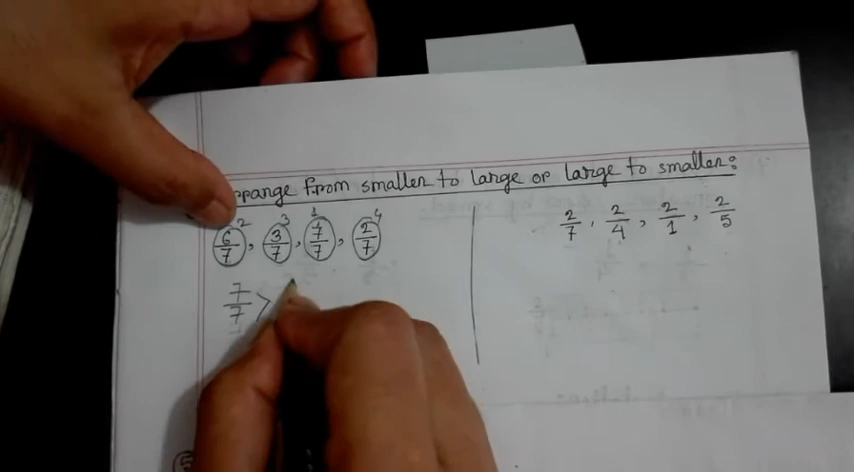 rrange from smaller to large or large to smaller:
6/7 2, 3/7 3, 7/7 1, 2/7 4
2/7, 2/4, 2/1, 2/5
7/7 >